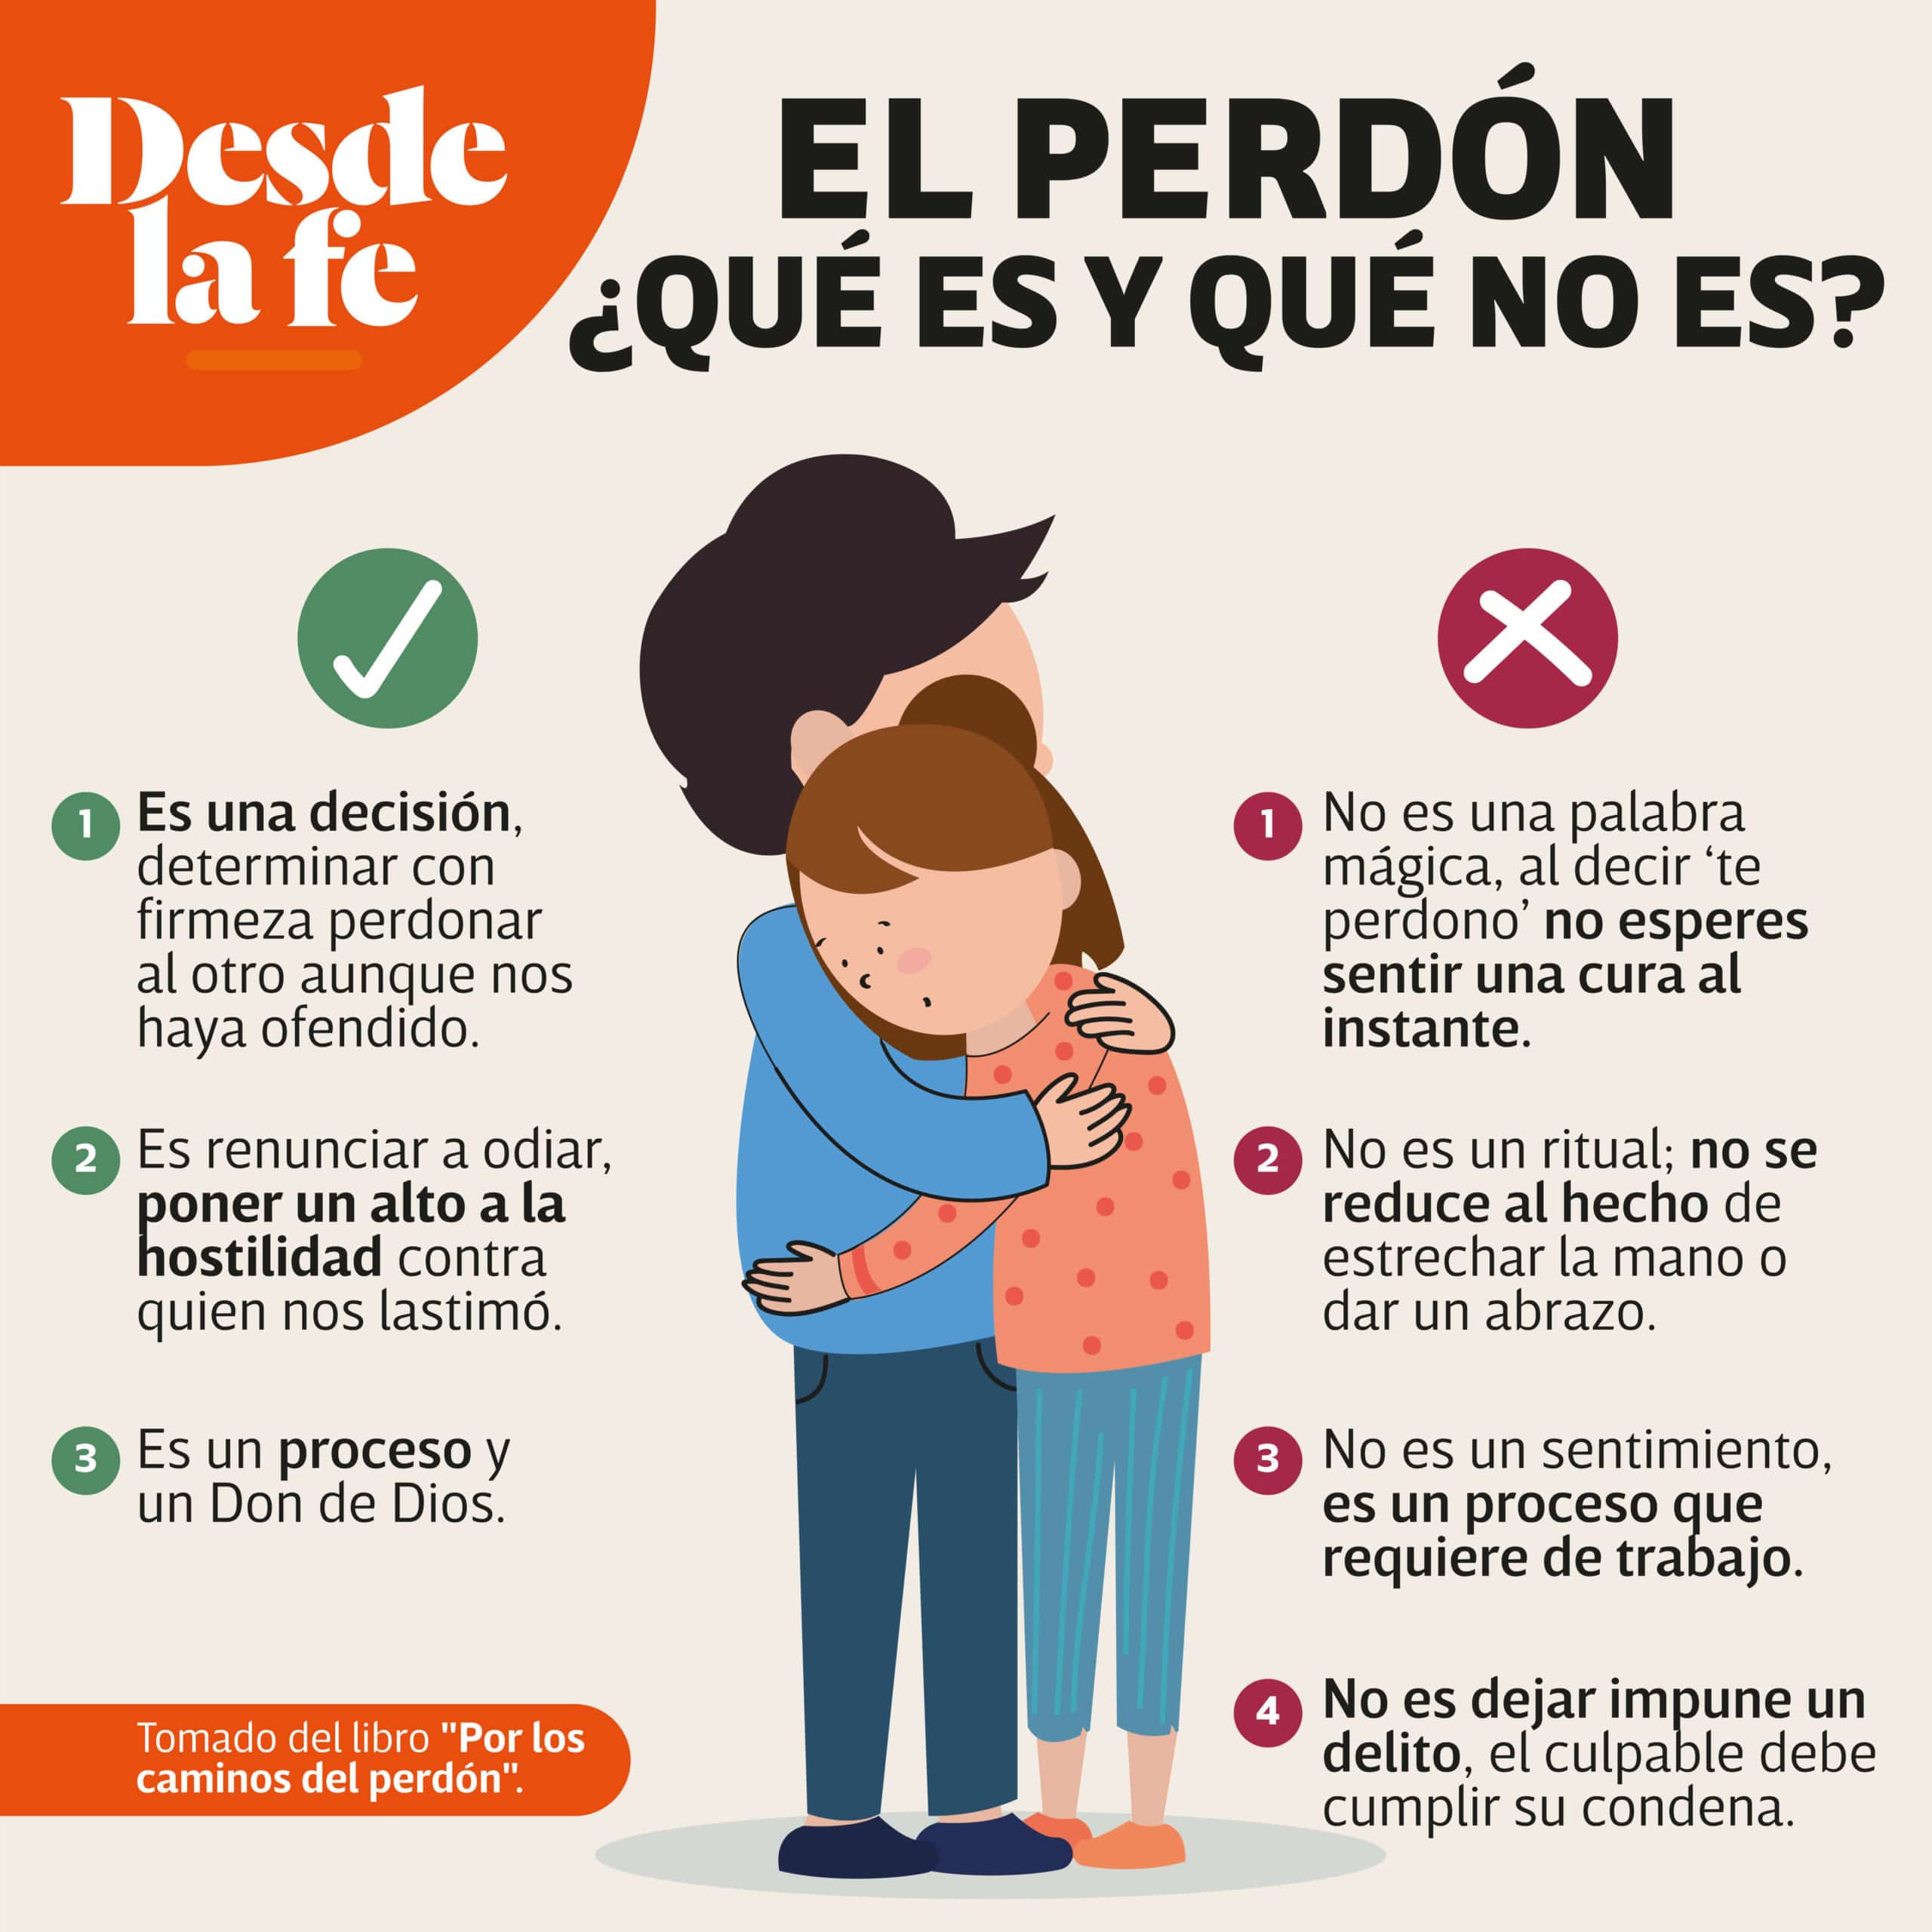 Desde
la fe
EL PERDÓN
¿QUÉ ES Y QUÉ NO ES?
1
Es una decisión,
determinar con
firmeza perdonar
al otro aunque nos
haya ofendido.
2
Es renunciar a odiar,
poner un alto a la
hostilidad contra
quien nos lastimó.
3
Es un proceso y
un Don de Dios.
Tomado del libro "Por los
caminos del perdón".
1
No es una palabra
mágica, al decir ‘te
perdono’ no esperes
sentir una cura al
instante.
2
No es un ritual; no se
reduce al hecho de
estrechar la mano o
dar un abrazo.
3
No es un sentimiento,
es un proceso que
requiere de trabajo.
4
No es dejar impune un
delito, el culpable debe
cumplir su condena.